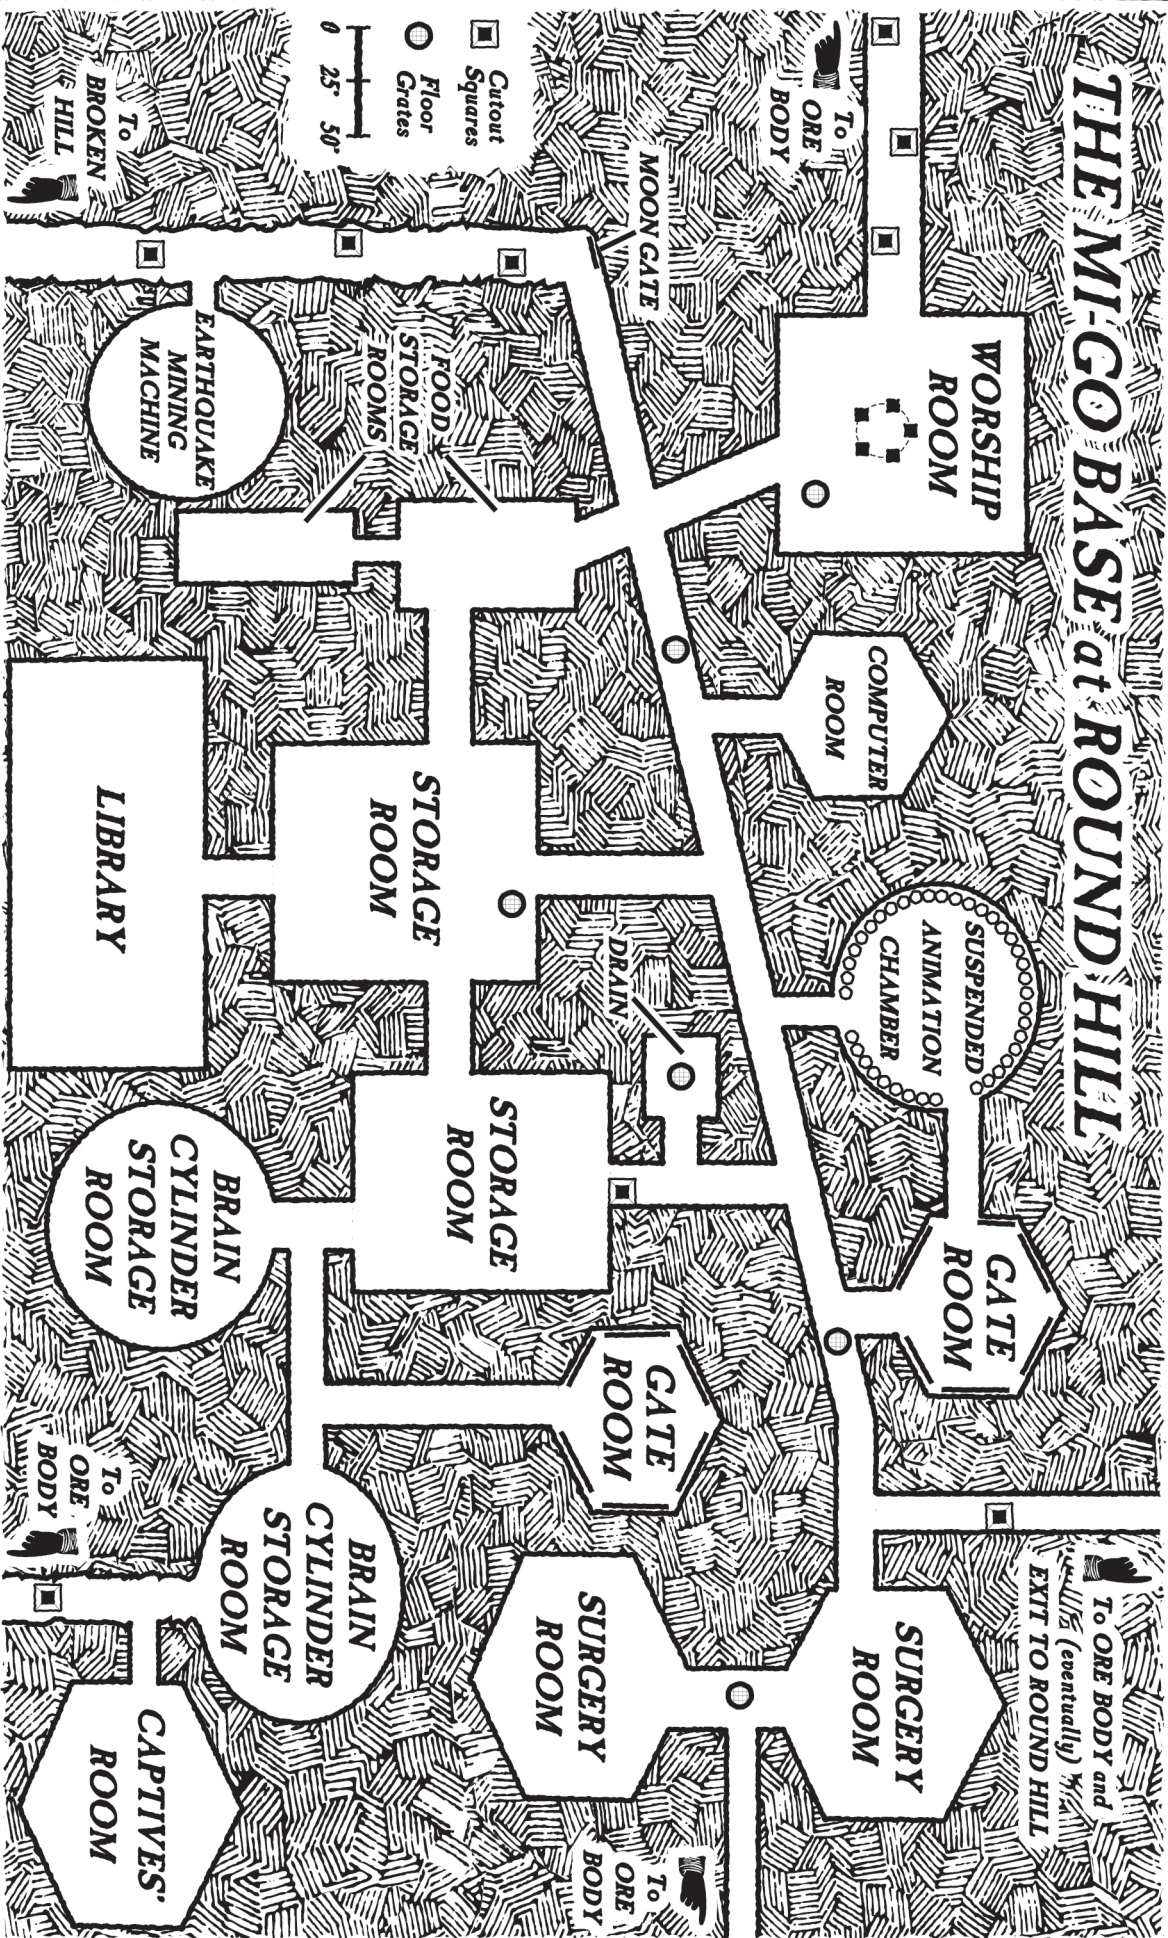 THE MI-GO BASE at ROUND HILL
To
ORE
BODY
WORSHIP
ROOM
COMPUTER
ROOM
SUSPENDED
ANIMATION
CHAMBER
GATE
ROOM
To ORE BODY and
(eventually)
EXIT TO ROUND HILL
MOON GATE
Cutout
Squares
Floor
Grates
0 25' 50'
FOOD
STORAGE
ROOMS
DRAIN
STORAGE
ROOM
STORAGE
ROOM
GATE
ROOM
SURGERY
ROOM
SURGERY
ROOM
To
ORE
BODY
To
BROKEN
HILL
EARTHQUAKE
MINING
MACHINE
LIBRARY
BRAIN
CYLINDER
STORAGE
ROOM
BRAIN
CYLINDER
STORAGE
ROOM
To
ORE
BODY
CAPTIVES'
ROOM